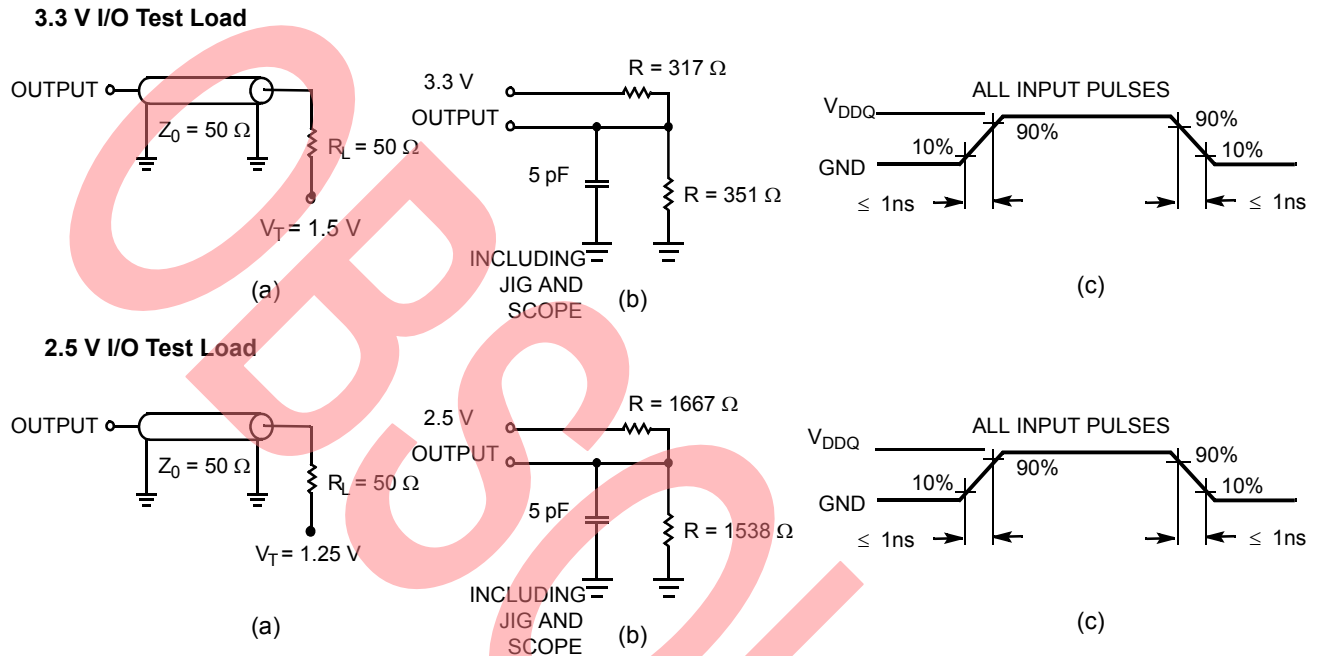 3.3 V I/O Test Load
OUTPUT
Z0 = 50 Ω
RL = 50 Ω
VT = 1.5 V
(a)
3.3 V
OUTPUT
R = 317 Ω
5 pF
R = 351 Ω
INCLUDING
JIG AND
SCOPE
(b)
ALL INPUT PULSES
VDDQ
GND
10%
90%
90%
10%
≤ 1ns
≤ 1ns
(c)
2.5 V I/O Test Load
OUTPUT
Z0 = 50 Ω
RL = 50 Ω
VT = 1.25 V
(a)
2.5 V
OUTPUT
R = 1667 Ω
5 pF
R = 1538 Ω
INCLUDING
JIG AND
SCOPE
(b)
ALL INPUT PULSES
VDDQ
GND
10%
90%
90%
10%
≤ 1ns
≤ 1ns
(c)
OBSOL